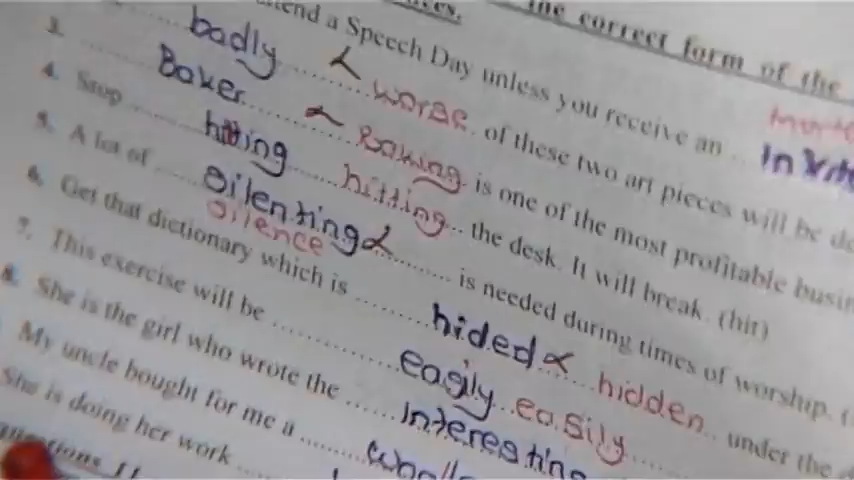 the correct form of the
end a Speech Day unless you receive an
3. badly worse of these two art pieces will be
4. Baker Baking is one of the most profitable
5. Stop hitting hitting the desk. It will break. (hit)
A lot of silenting is needed during times of worship.
silence
6. Get that dictionary which is hided hidden under the
7. This exercise will be eagily easily
8. She is the girl who wrote the Interesting
My uncle bought for me a
She is doing her work